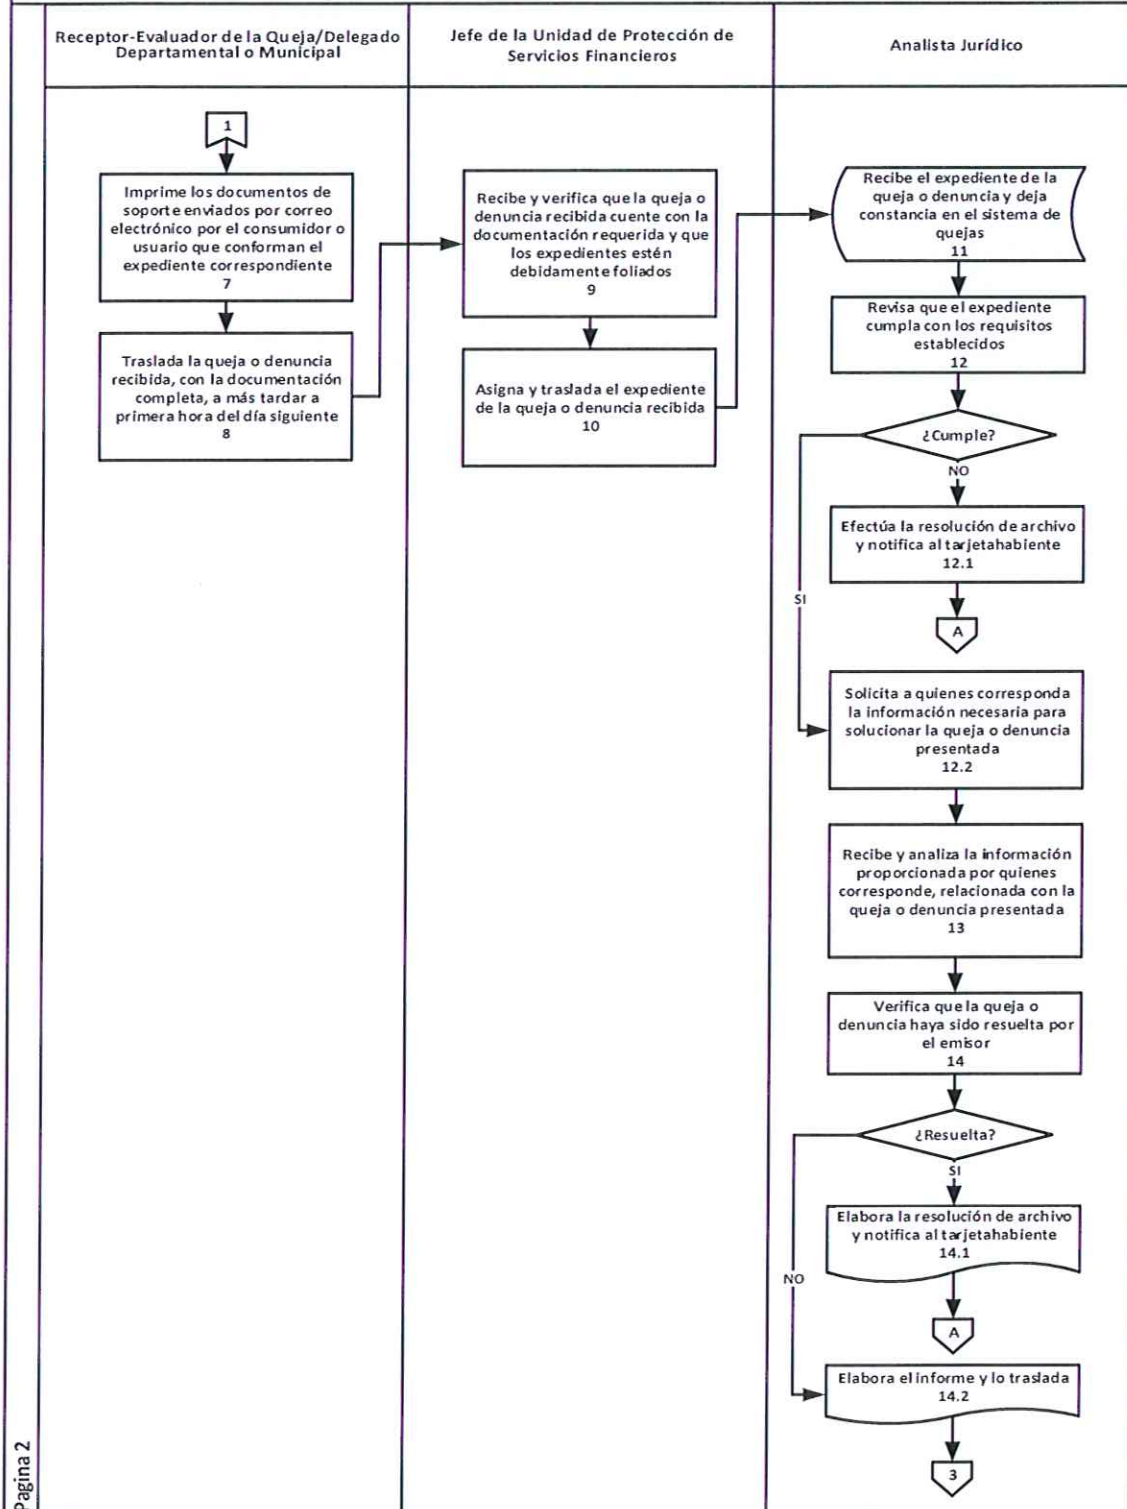 Receptor-Evaluador de la Queja/Delegado
Departamental o Municipal
Jefe de la Unidad de Protección de
Servicios Financieros
Analista Jurídico
1
Imprime los documentos de
soporte enviados por correo
electrónico por el consumidor o
usuario que conforman el
expediente correspondiente
7
Traslada la queja o denuncia
recibida, con la documentación
completa, a más tardar a
primera hora del día siguiente
8
Recibe y verifica que la queja o
denuncia recibida cuente con la
documentación requerida y que
los expedientes estén
debidamente foliados
9
Asigna y traslada el expediente
de la queja o denuncia recibida
10
Recibe el expediente de la
queja o denuncia y deja
constancia en el sistema de
quejas
11
Revisa que el expediente
cumpla con los requisitos
establecidos
12
¿Cumple?
NO
Efectúa la resolución de archivo
y notifica al tarjetahabiente
12.1
SI
A
Solicita a quienes corresponda
la información necesaria para
solucionar la queja o denuncia
presentada
12.2
Recibe y analiza la información
proporcionada por quienes
corresponde, relacionada con la
queja o denuncia presentada
13
Verifica que la queja o
denuncia haya sido resuelta por
el emisor
14
¿Resuelta?
SI
Elabora la resolución de archivo
y notifica al tarjetahabiente
14.1
NO
A
Elabora el informe y lo traslada
14.2
3
Pagina 2